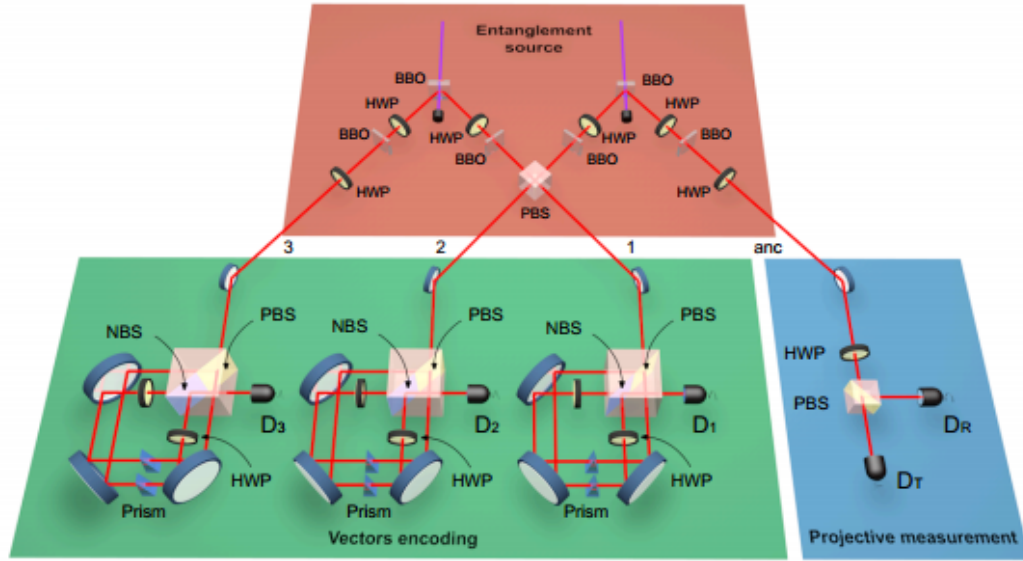 Entanglement
source
BBO
BBO
HWP
HWP
BBO
HWP
HWP
BBO
BBO
BBO
HWP
HWP
PBS
3
2
1
anc
NBS
PBS
NBS
PBS
NBS
PBS
HWP
PBS
D3
D2
D1
DR
DT
HWP
HWP
HWP
Prism
Prism
Prism
Vectors encoding
Projective measurement